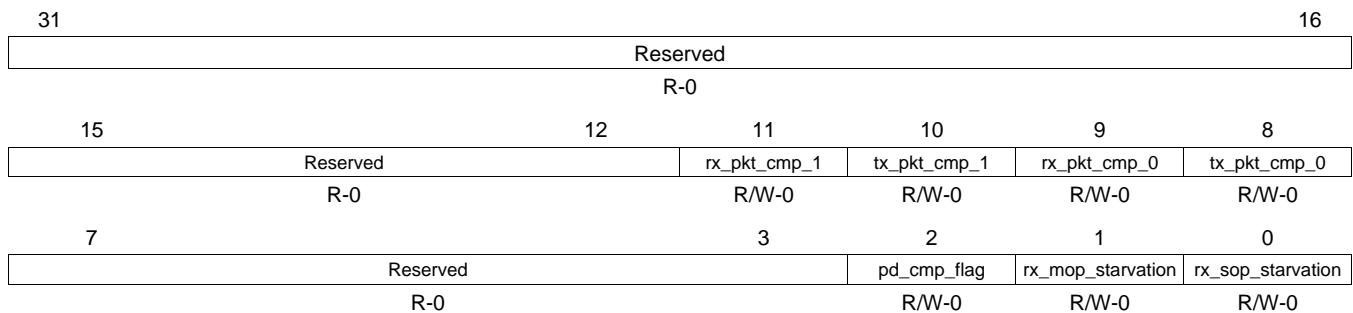 31 16
Reserved
R-0
15 12 11 10 9 8
Reserved rx_pkt_cmp_1 tx_pkt_cmp_1 rx_pkt_cmp_0 tx_pkt_cmp_0
R-0 R/W-0 R/W-0 R/W-0 R/W-0
7 3 2 1 0
Reserved pd_cmp_flag rx_mop_starvation rx_sop_starvation
R-0 R/W-0 R/W-0 R/W-0